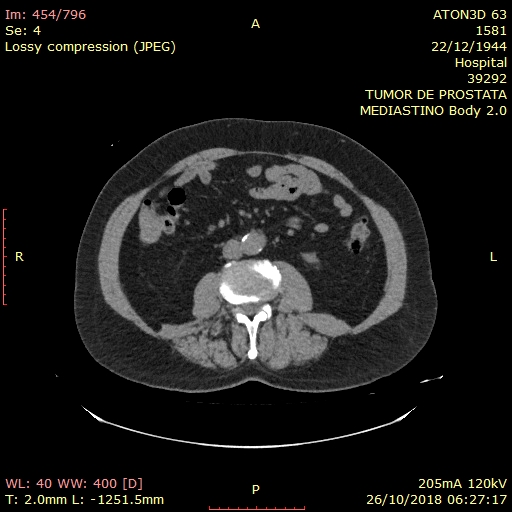 Im: 454/796
Se: 4
Lossy compression (JPEG)
A
ATON3D 63
1581
22/12/1944
Hospital
39292
TUMOR DE PROSTATA
MEDIASTINO Body 2.0
R
L
WL: 40 WW: 400 [D]
T: 2.0mm L: -1251.5mm
P
205mA 120kV
26/10/2018 06:27:17